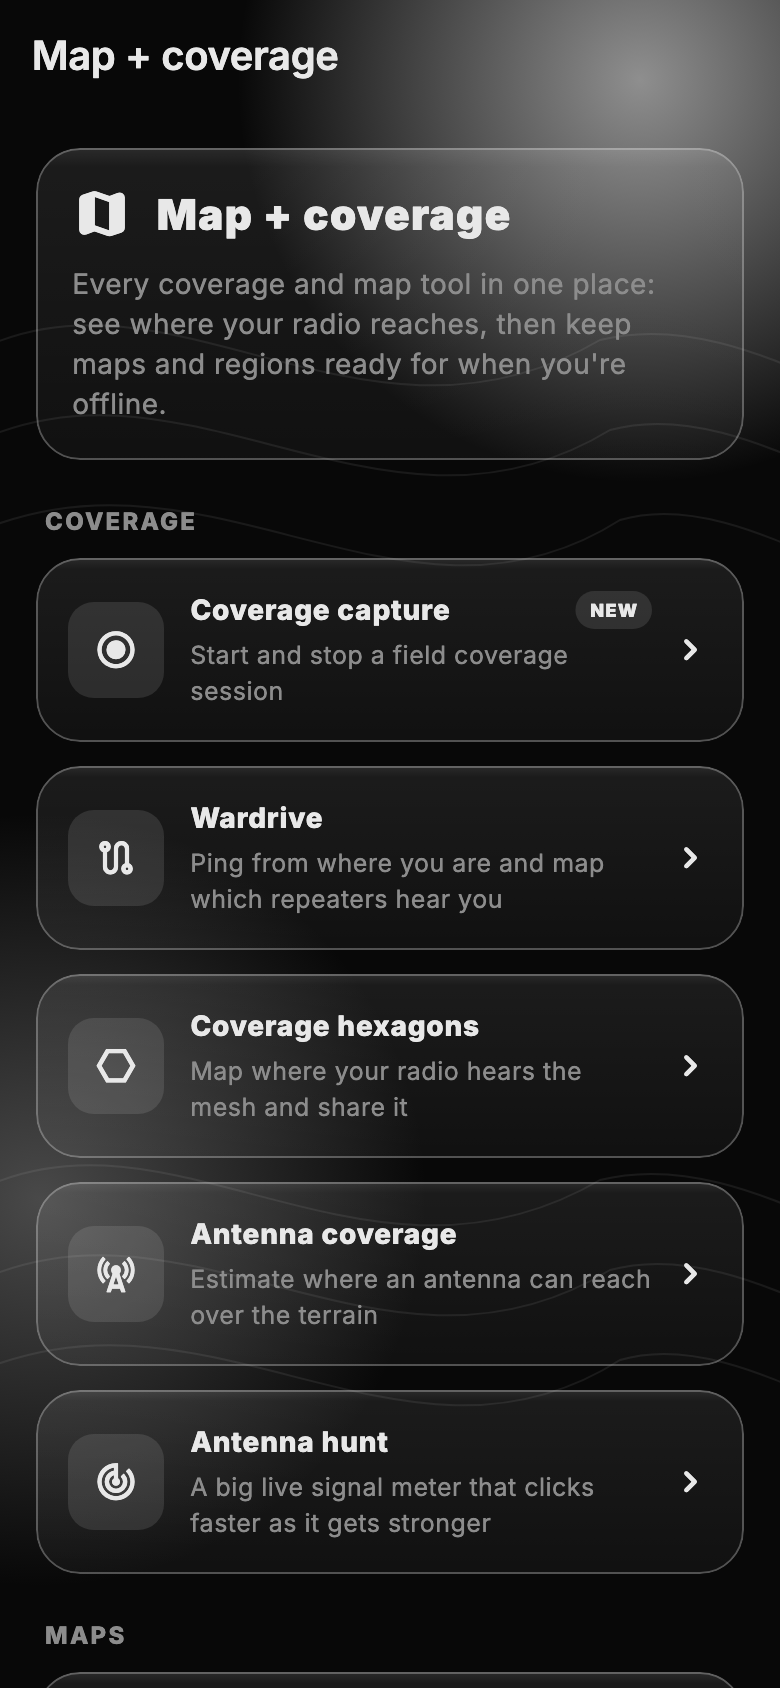 Map + coverage
Map + coverage
Every coverage and map tool in one place:
see where your radio reaches, then keep
maps and regions ready for when you're
offline.
COVERAGE
Coverage capture
NEW
Start and stop a field coverage
session
Wardrive
Ping from where you are and map
which repeaters hear you
Coverage hexagons
Map where your radio hears the
mesh and share it
Antenna coverage
Estimate where an antenna can reach
over the terrain
Antenna hunt
A big live signal meter that clicks
faster as it gets stronger
MAPS